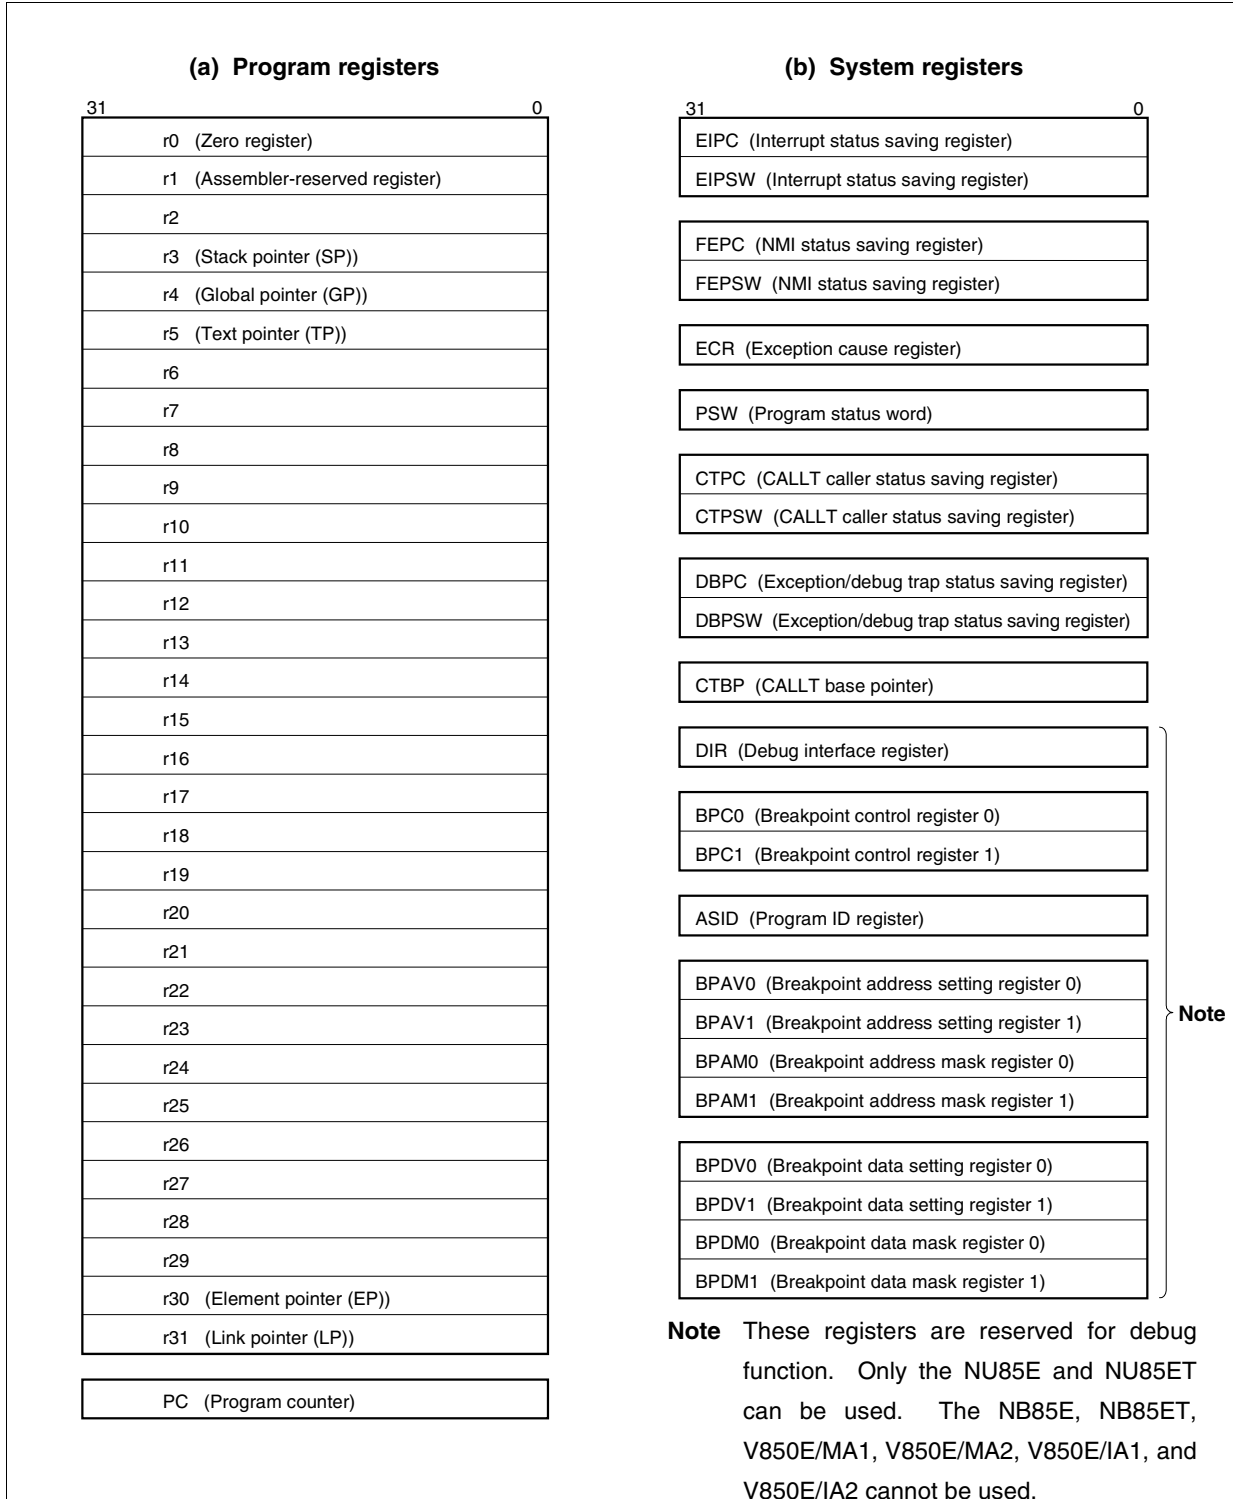 (a) Program registers
31 0
r0 (Zero register)
r1 (Assembler-reserved register)
r2
r3 (Stack pointer (SP))
r4 (Global pointer (GP))
r5 (Text pointer (TP))
r6
r7
r8
r9
r10
r11
r12
r13
r14
r15
r16
r17
r18
r19
r20
r21
r22
r23
r24
r25
r26
r27
r28
r29
r30 (Element pointer (EP))
r31 (Link pointer (LP))
PC (Program counter)
(b) System registers
31 0
EIPC (Interrupt status saving register)
EIPSW (Interrupt status saving register)
FEPC (NMI status saving register)
FEPSW (NMI status saving register)
ECR (Exception cause register)
PSW (Program status word)
CTPC (CALLT caller status saving register)
CTPSW (CALLT caller status saving register)
DBPC (Exception/debug trap status saving register)
DBPSW (Exception/debug trap status saving register)
CTBP (CALLT base pointer)
DIR (Debug interface register)
BPC0 (Breakpoint control register 0)
BPC1 (Breakpoint control register 1)
ASID (Program ID register)
BPAV0 (Breakpoint address setting register 0)
BPAV1 (Breakpoint address setting register 1)
BPAM0 (Breakpoint address mask register 0)
BPAM1 (Breakpoint address mask register 1)
BPDV0 (Breakpoint data setting register 0)
BPDV1 (Breakpoint data setting register 1)
BPDM0 (Breakpoint data mask register 0)
BPDM1 (Breakpoint data mask register 1)
Note
Note These registers are reserved for debug
function. Only the NU85E and NU85ET
can be used. The NB85E, NB85ET,
V850E/MA1, V850E/MA2, V850E/IA1, and
V850E/IA2 cannot be used.